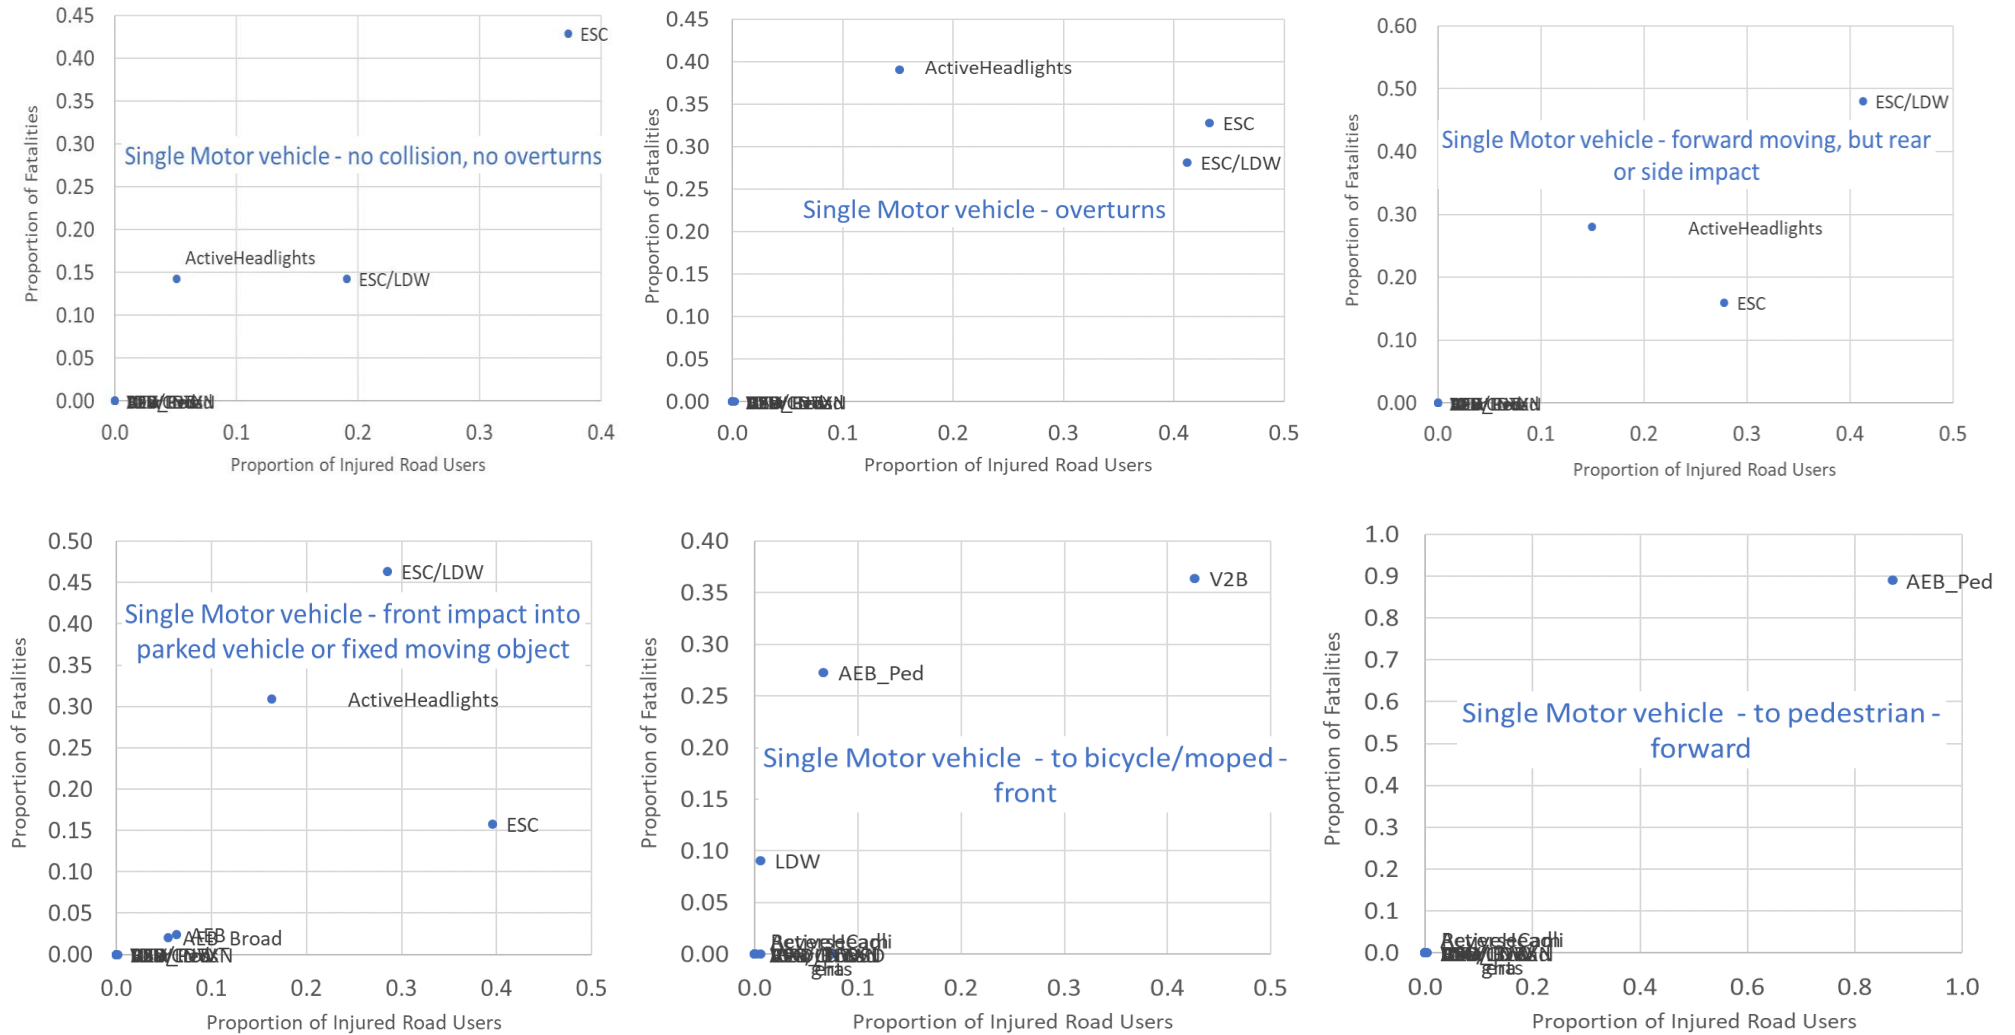 0.45
0.40
0.35
0.30
0.25
0.20
0.15
0.10
0.05
0.00
Proportion of Fatalities
ESC
Single Motor vehicle - no collision, no overturns
ActiveHeadlights
ESC/LDW
0.0 0.1 0.2 0.3 0.4
Proportion of Injured Road Users
0.45
0.40
0.35
0.30
0.25
0.20
0.15
0.10
0.05
0.00
Proportion of Fatalities
ActiveHeadlights
ESC
ESC/LDW
Single Motor vehicle - overturns
0.0 0.1 0.2 0.3 0.4 0.5
Proportion of Injured Road Users
0.60
0.50
0.40
0.30
0.20
0.10
0.00
Proportion of Fatalities
ESC/LDW
Single Motor vehicle - forward moving, but rear
or side impact
ActiveHeadlights
ESC
0.0 0.1 0.2 0.3 0.4 0.5
Proportion of Injured Road Users
0.50
0.45
0.40
0.35
0.30
0.25
0.20
0.15
0.10
0.05
0.00
Proportion of Fatalities
ESC/LDW
Single Motor vehicle - front impact into
parked vehicle or fixed moving object
ActiveHeadlights
ESC
AEB
AEB_Broad
0.0 0.1 0.2 0.3 0.4 0.5
Proportion of Injured Road Users
0.40
0.35
0.30
0.25
0.20
0.15
0.10
0.05
0.00
Proportion of Fatalities
V2B
AEB_Ped
Single Motor vehicle - to bicycle/moped -
front
LDW
0.0 0.1 0.2 0.3 0.4 0.5
Proportion of Injured Road Users
1.0
0.9
0.8
0.7
0.6
0.5
0.4
0.3
0.2
0.1
0.0
Proportion of Fatalities
AEB_Ped
Single Motor vehicle - to pedestrian -
forward
0.0 0.2 0.4 0.6 0.8 1.0
Proportion of Injured Road Users